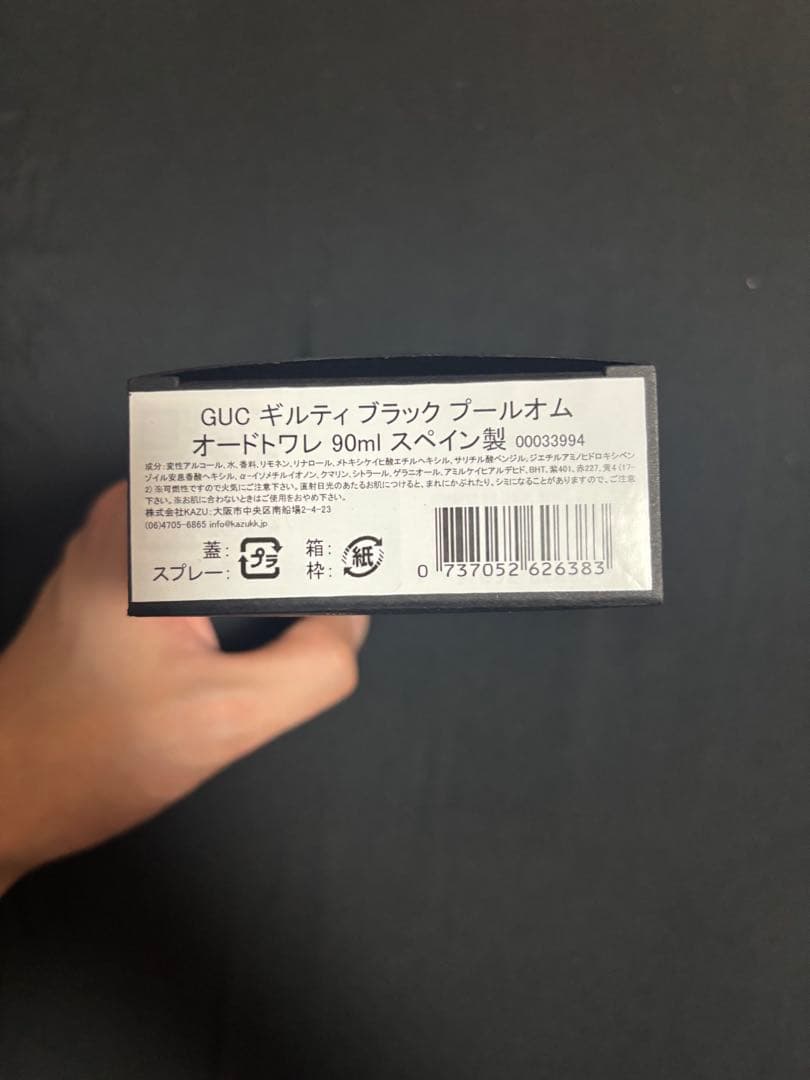 GUC ギルティ ブラック プールオム
オードトワレ 90ml スペイン製 00033994
成分:変性アルコール、水、香料、リモネン、リナロール、メトキシケイヒ酸エチルヘキシル、サリチル酸ベンジル、ジエチルアミノヒドロキシベン
ゾイル安息香酸ヘキシル、α-イソメチルイオノン、クマリン、シトラール、ゲラニオール、アミルケイヒアルデヒド、BHT、紫401、赤227、黄4 (17-
2)※可燃性ですので火気にご注意下さい。直射日光のあたるお肌につけると、まれにかぶれたり、シミになることがありますので、ご注意
下さい。※お肌に合わないときはご使用をおやめ下さい。
株式会社KAZU:大阪市中央区南船場2-4-23
(06)4705-6865 info@kazukk.jp
蓋: プラ 箱: 紙
スプレー: 枠:
0 737052 626383